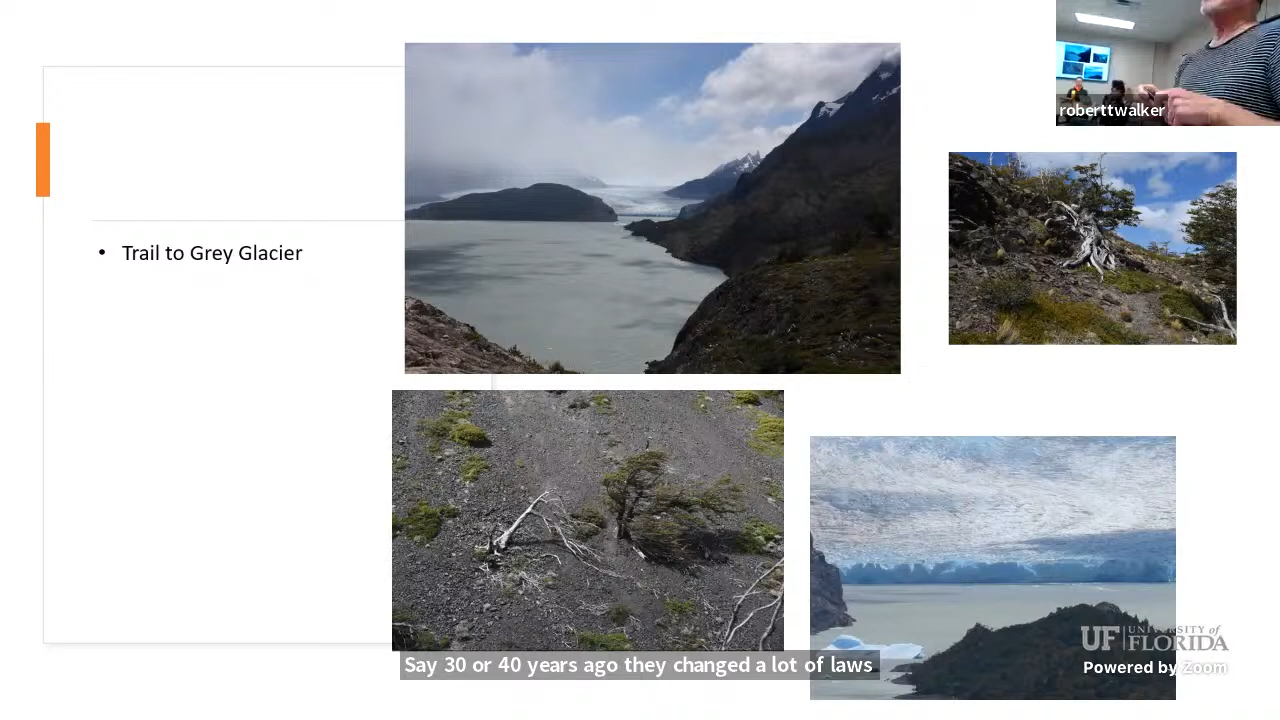 roberttwalker
• Trail to Grey Glacier
UF UNIVERSITY of
FLORIDA
Say 30 or 40 years ago they changed a lot of laws
Powered by Zoom